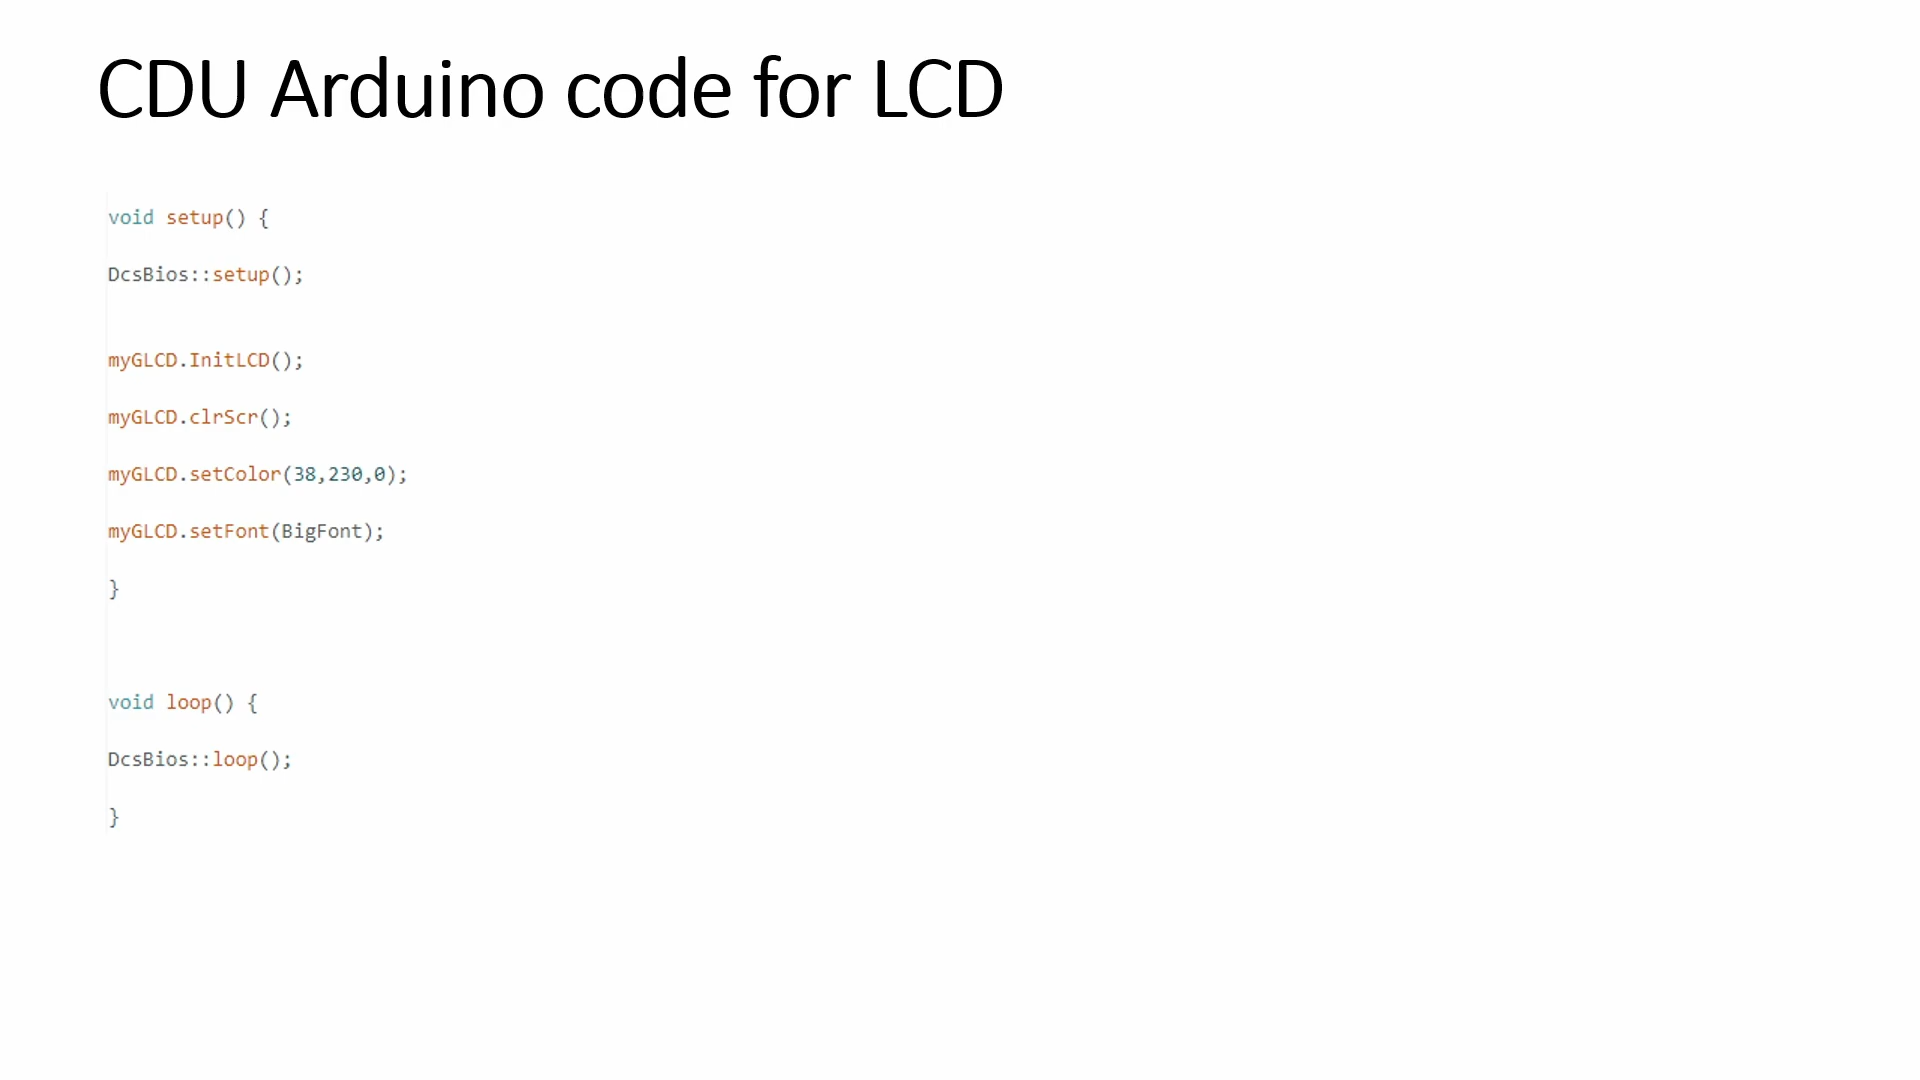 CDU Arduino code for LCD
void setup() {
DcsBios::setup();
myGLCD.InitLCD();
myGLCD.clrScr();
myGLCD.setColor(38,230,0);
myGLCD.setFont(BigFont);
}
void loop() {
DcsBios::loop();
}